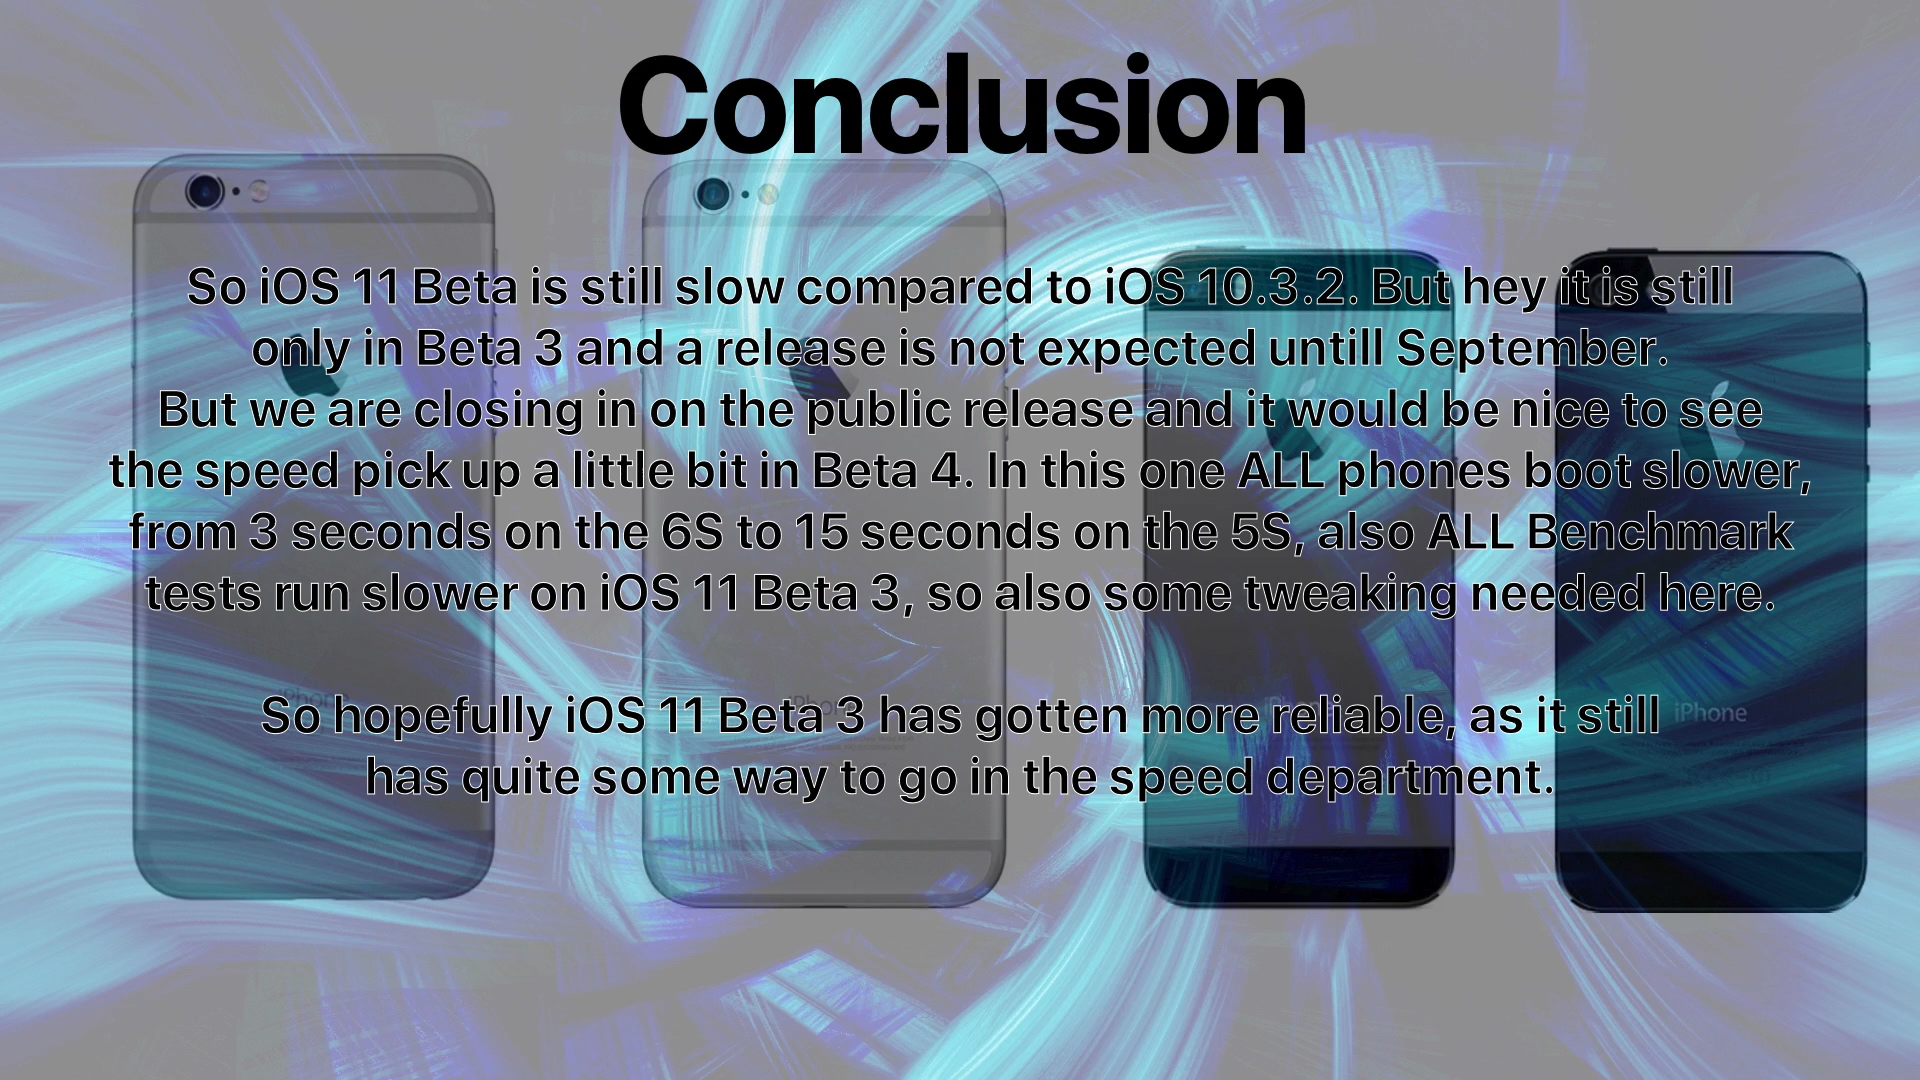 Conclusion
So iOS 11 Beta is still slow compared to iOS 10.3.2. But hey it is still
only in Beta 3 and a release is not expected untill September.
But we are closing in on the public release and it would be nice to see
the speed pick up a little bit in Beta 4. In this one ALL phones boot slower,
from 3 seconds on the 6S to 15 seconds on the 5S, also ALL Benchmark
tests run slower on iOS 11 Beta 3, so also some tweaking needed here.
So hopefully iOS 11 Beta 3 has gotten more reliable, as it still
has quite some way to go in the speed department.
iPhone
iPhone